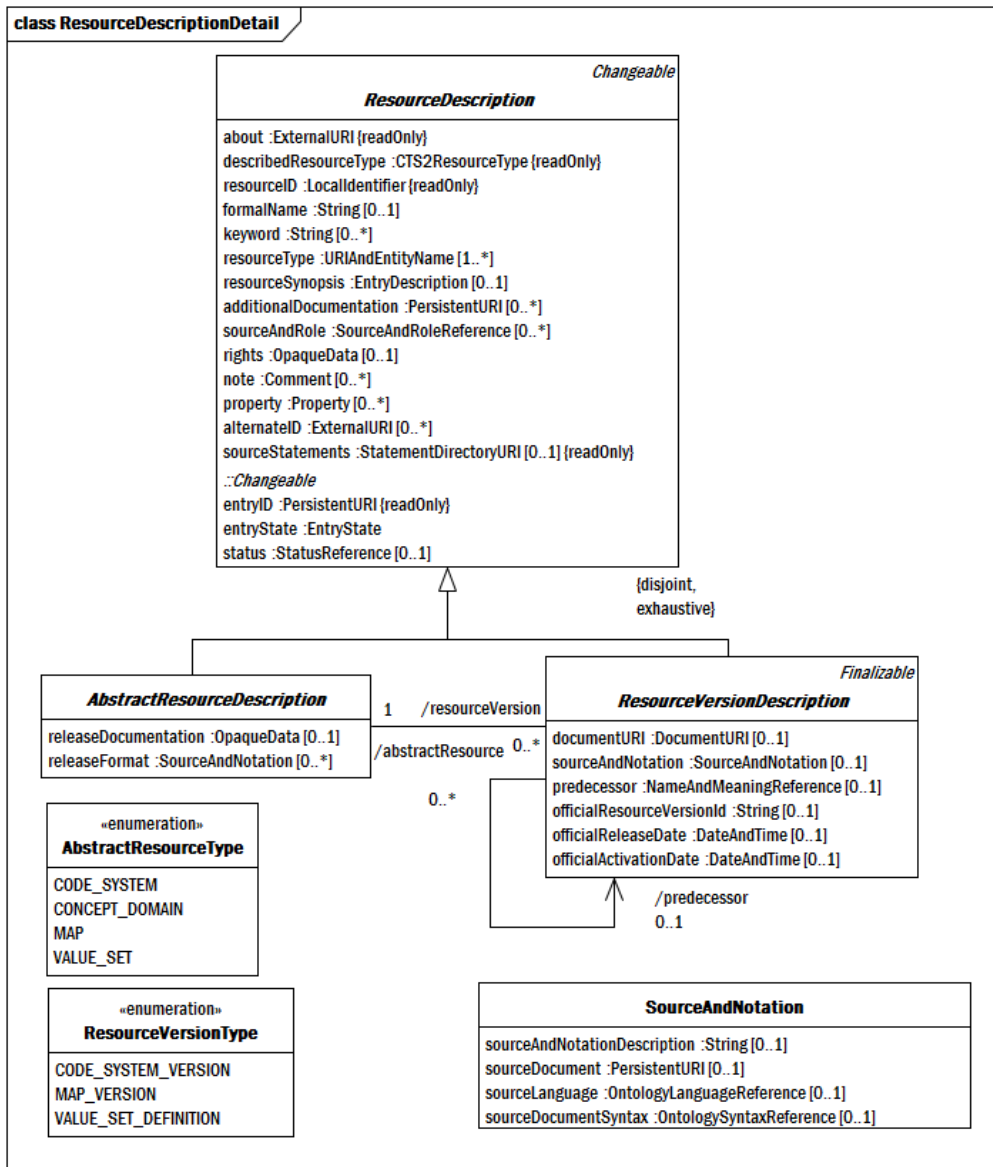 class ResourceDescriptionDetail
Changeable
ResourceDescription
about :ExternalURI {readOnly}
describedResourceType :CTS2ResourceType {readOnly}
resourceID :LocalIdentifier {readOnly}
formalName :String [0..1]
keyword :String [0..*]
resourceType :URIAndEntityName [1..*]
resourceSynopsis :EntryDescription [0..1]
additionalDocumentation :PersistentURI [0..*]
sourceAndRole :SourceAndRoleReference [0..*]
rights :OpaqueData [0..1]
note :Comment [0..*]
property :Property [0..*]
alternateID :ExternalURI [0..*]
sourceStatements :StatementDirectoryURI [0..1] {readOnly}
::Changeable
entryID :PersistentURI {readOnly}
entryState :EntryState
status :StatusReference [0..1]
{disjoint,
exhaustive}
AbstractResourceDescription
releaseDocumentation :OpaqueData [0..1]
releaseFormat :SourceAndNotation [0..*]
1 /resourceVersion
/abstractResource 0..*
Finalizable
ResourceVersionDescription
documentURI :DocumentURI [0..1]
sourceAndNotation :SourceAndNotation [0..1]
predecessor :NameAndMeaningReference [0..1]
officialResourceVersionId :String [0..1]
officialReleaseDate :DateAndTime [0..1]
officialActivationDate :DateAndTime [0..1]
0..*
/predecessor
0..1
«enumeration»
AbstractResourceType
CODE_SYSTEM
CONCEPT_DOMAIN
MAP
VALUE_SET
«enumeration»
ResourceVersionType
CODE_SYSTEM_VERSION
MAP_VERSION
VALUE_SET_DEFINITION
SourceAndNotation
sourceAndNotationDescription :String [0..1]
sourceDocument :PersistentURI [0..1]
sourceLanguage :OntologyLanguageReference [0..1]
sourceDocumentSyntax :OntologySyntaxReference [0..1]